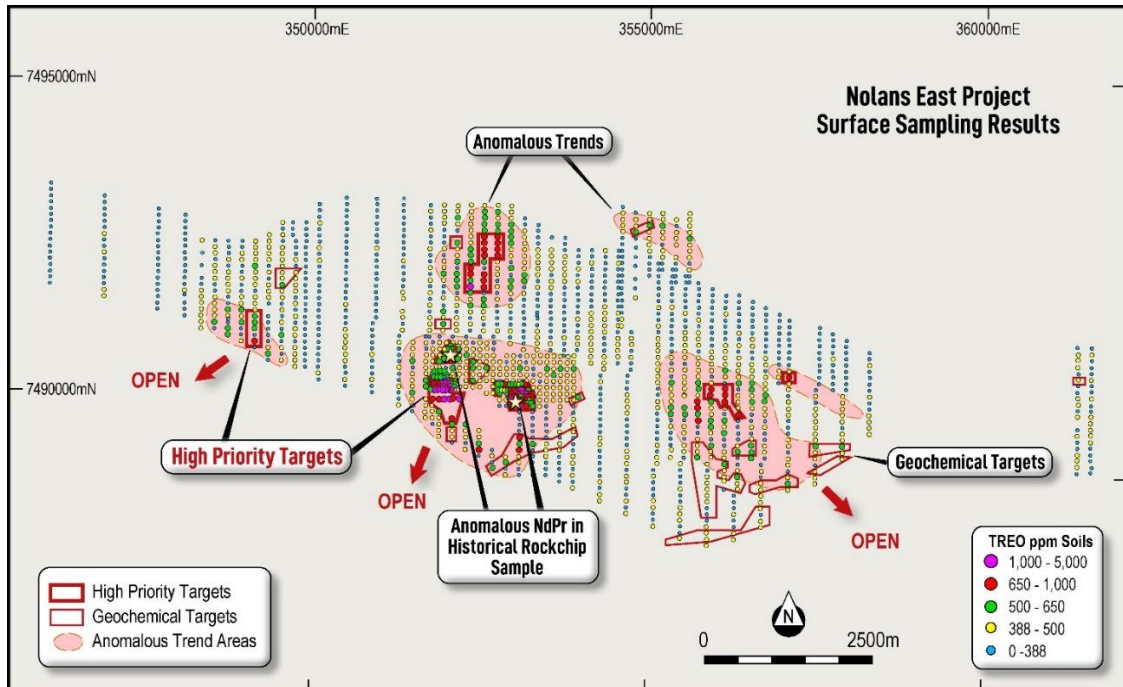 350000mE
355000mE
360000mE
7495000mN
Nolans East Project
Surface Sampling Results
Anomalous Trends
OPEN
7490000mN
High Priority Targets
Geochemical Targets
OPEN
Anomalous NdPr in
Historical Rockchip
Sample
OPEN
High Priority Targets
Geochemical Targets
Anomalous Trend Areas
N
0
2500m
TREO ppm Soils
1,000 - 5,000
650 - 1,000
500 - 650
388 - 500
0 -388